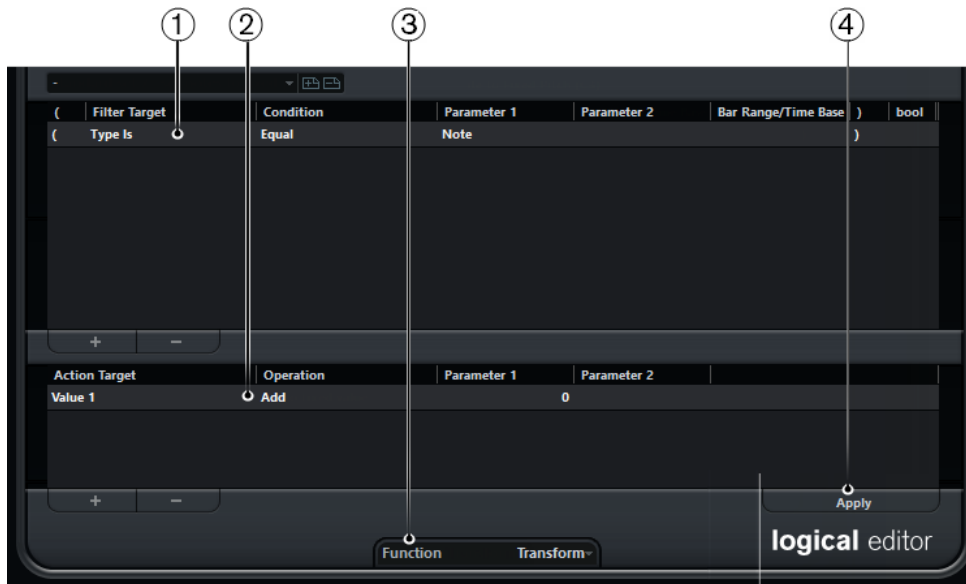 ① ② ③ ④
-
( Filter Target Condition Parameter 1 Parameter 2 Bar Range/Time Base ) bool
( Type Is Equal Note )
+ −
Action Target Operation Parameter 1 Parameter 2
Value 1 Add 0
+ −
Apply
logical editor
Function Transform